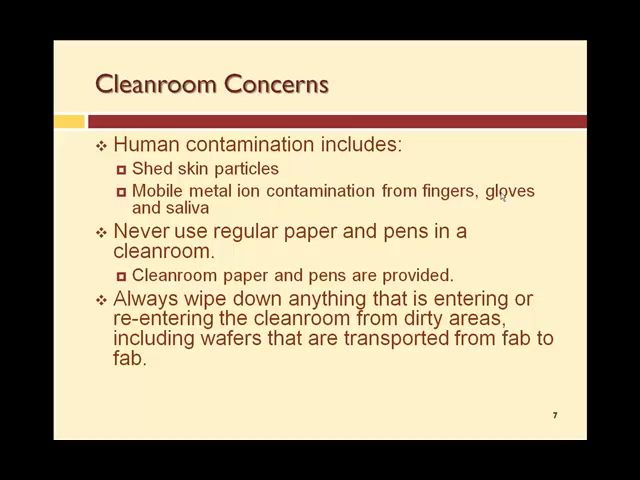 Cleanroom Concerns
Human contamination includes:
Shed skin particles
Mobile metal ion contamination from fingers, gloves
and saliva
Never use regular paper and pens in a
cleanroom.
Cleanroom paper and pens are provided.
Always wipe down anything that is entering or
re-entering the cleanroom from dirty areas,
including wafers that are transported from fab to
fab.
7